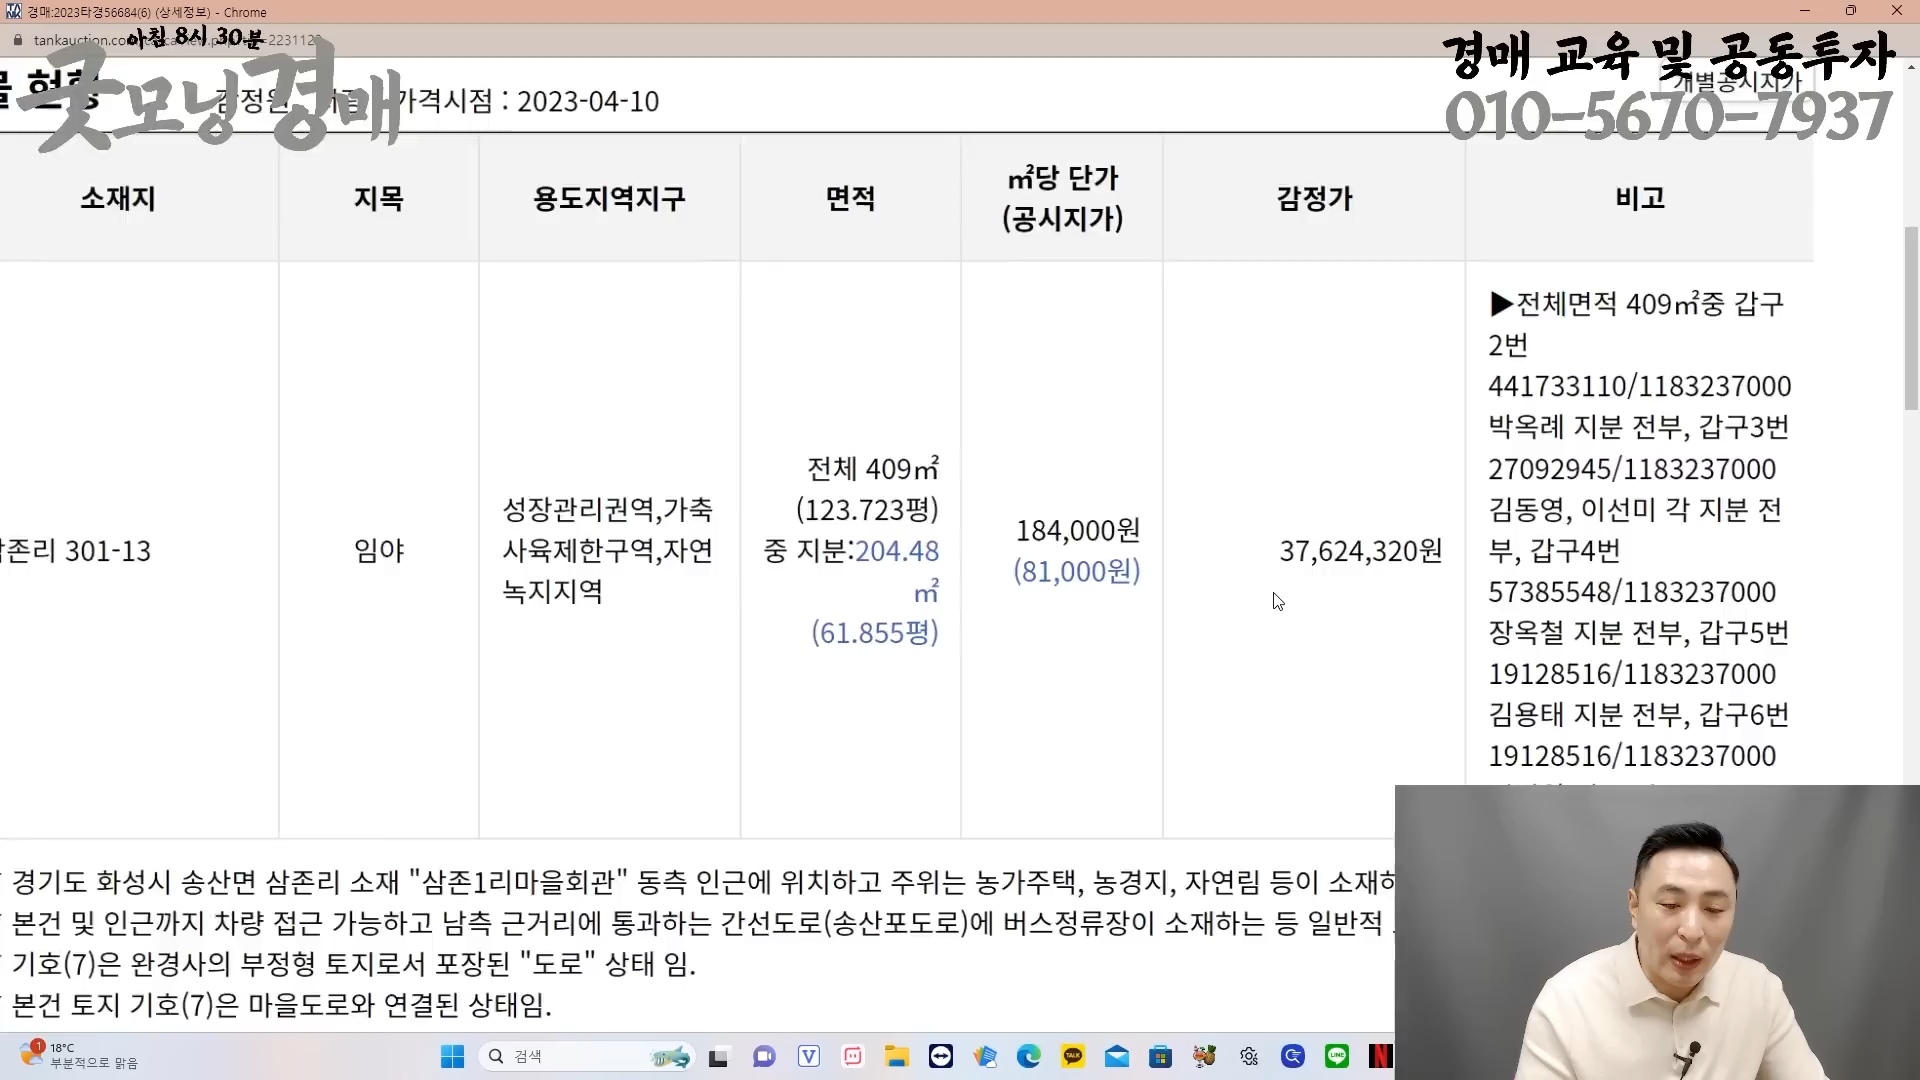 경매:2023타경56684(6) (상세정보) - Chrome
tankauction.com
아침 8시 30분
굿모닝경매
경매 교육 및 공동투자
010-5670-7937
현황
가격시점 : 2023-04-10
개별공시지가
소재지
지목
용도지역지구
면적
㎡당 단가
(공시지가)
감정가
비고
삼존리 301-13
임야
성장관리권역,가축
사육제한구역,자연
녹지지역
전체 409㎡
(123.723평)
중 지분:204.48
㎡
(61.855평)
184,000원
(81,000원)
37,624,320원
▶전체면적 409㎡중 갑구
2번
441733110/1183237000
박옥례 지분 전부, 갑구3번
27092945/1183237000
김동영, 이선미 각 지분 전
부, 갑구4번
57385548/1183237000
장옥철 지분 전부, 갑구5번
19128516/1183237000
김용태 지분 전부, 갑구6번
19128516/1183237000
경기도 화성시 송산면 삼존리 소재 "삼존1리마을회관" 동측 인근에 위치하고 주위는 농가주택, 농경지, 자연림 등이 소재하
본건 및 인근까지 차량 접근 가능하고 남측 근거리에 통과하는 간선도로(송산포도로)에 버스정류장이 소재하는 등 일반적
기호(7)은 완경사의 부정형 토지로서 포장된 "도로" 상태 임.
본건 토지 기호(7)은 마을도로와 연결된 상태임.
1
18°C
부분적으로 맑음
검색
TALK
LINE